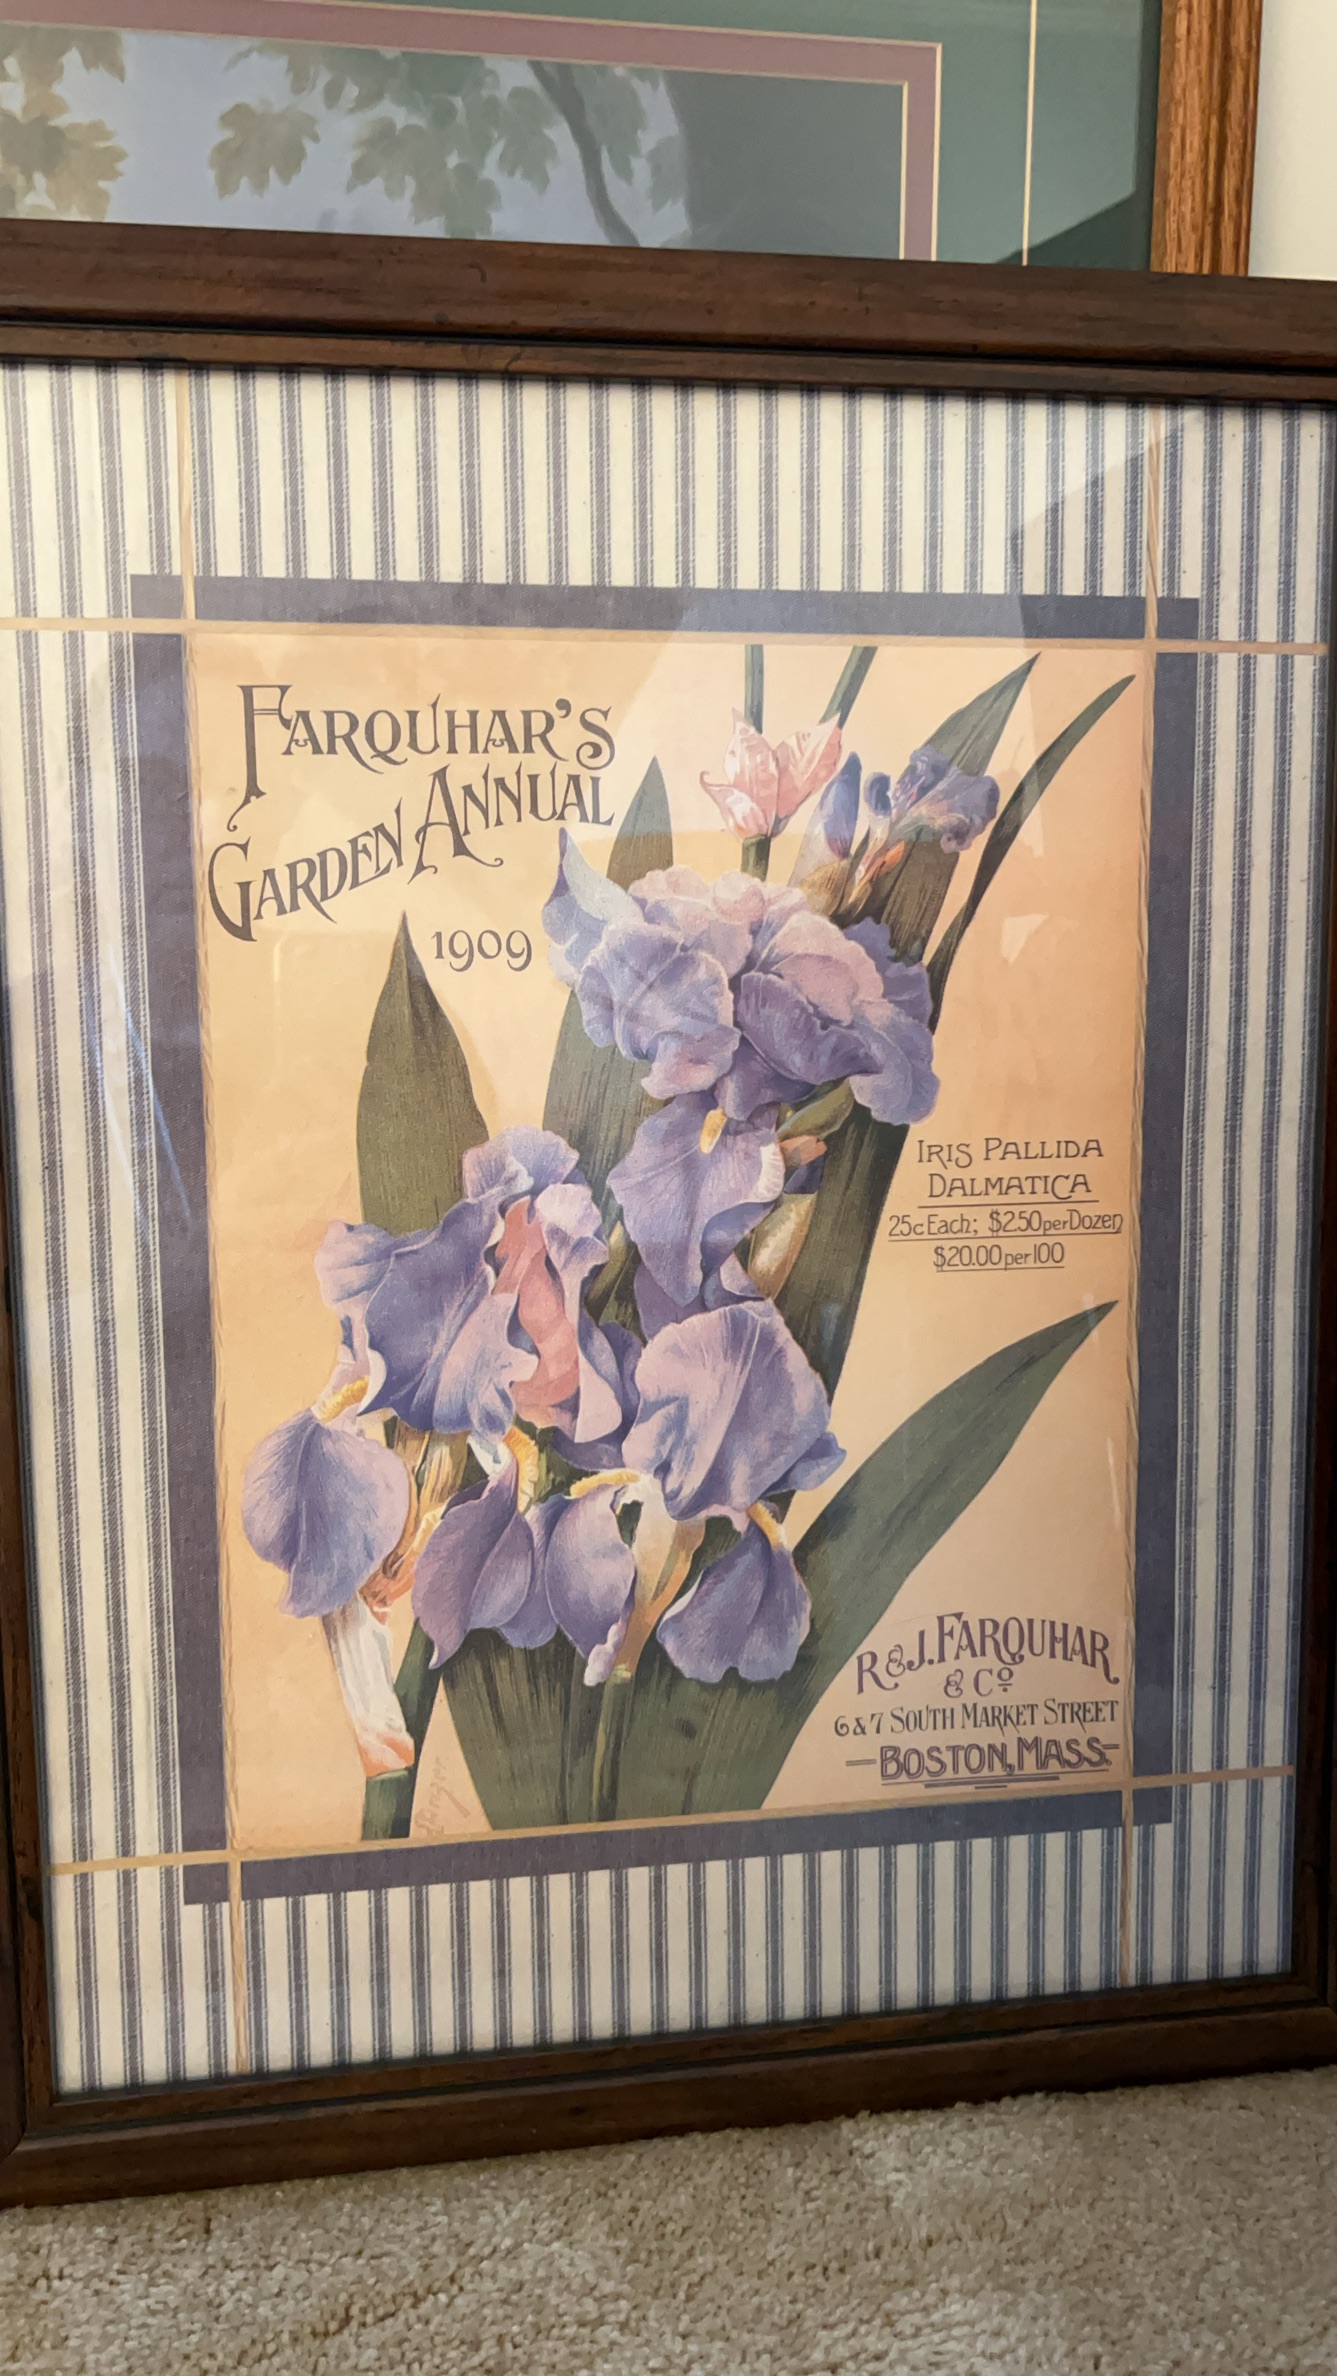 FARQUHAR'S
GARDEN ANNUAL
1909
IRIS PALLIDA
DALMATICA
25c Each; $2.50 per Dozen
$20.00 per 100
R & J. FARQUHAR
& Cº
6 & 7 SOUTH MARKET STREET
BOSTON, MASS.